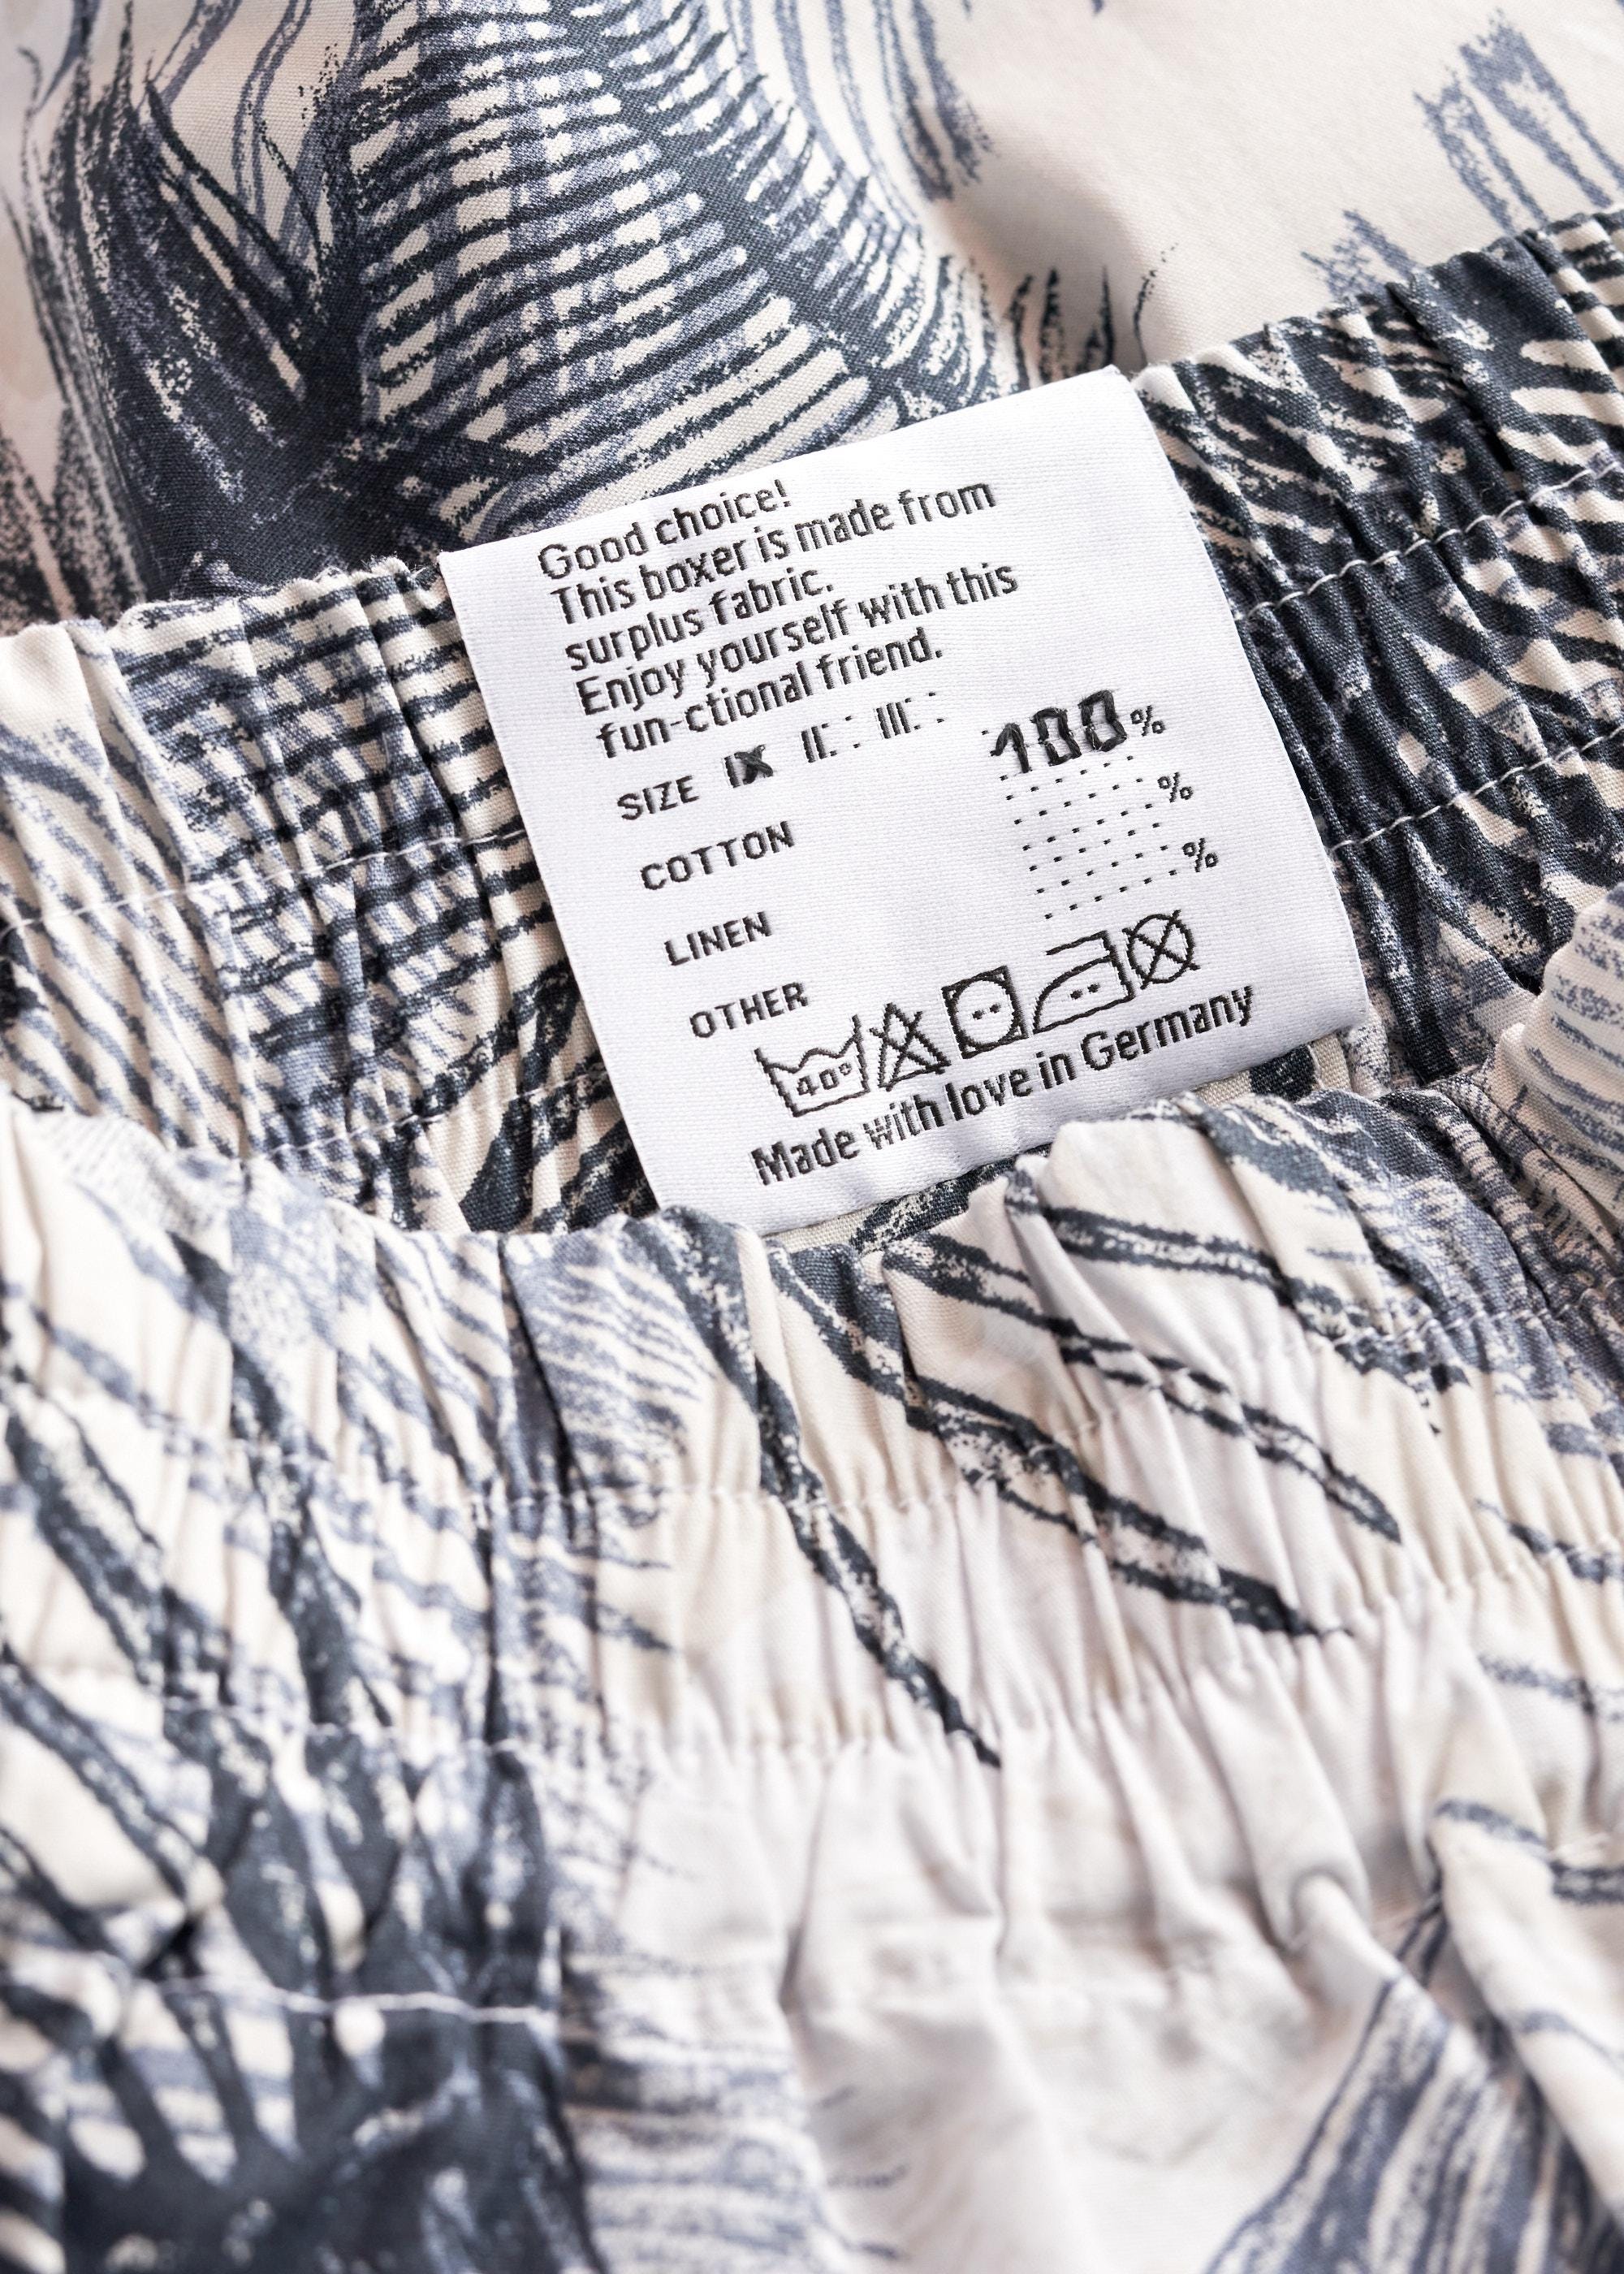 Good choice!
This boxer is made from
surplus fabric.
Enjoy yourself with this
fun-ctional friend.
SIZE I X II III
COTTON 100 %
LINEN %
OTHER %
40°
Made with love in Germany